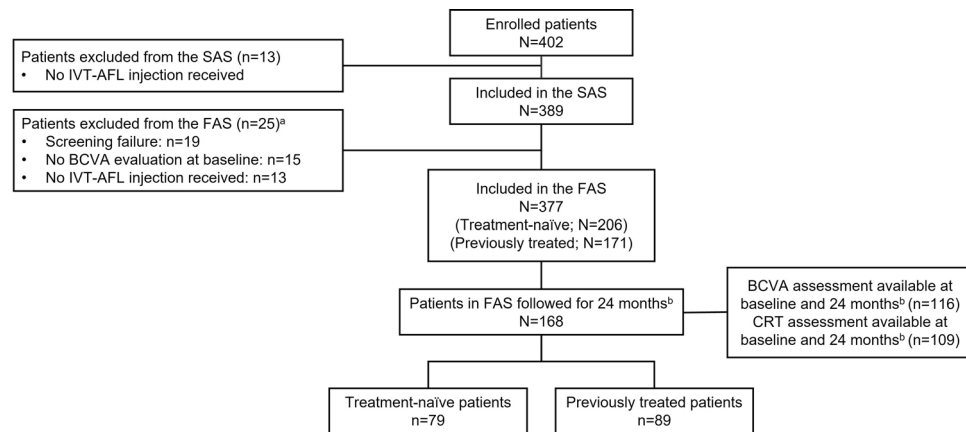 Enrolled patients
N=402
Patients excluded from the SAS (n=13)
• No IVT-AFL injection received
Included in the SAS
N=389
Patients excluded from the FAS (n=25)ᵃ
• Screening failure: n=19
• No BCVA evaluation at baseline: n=15
• No IVT-AFL injection received: n=13
Included in the FAS
N=377
(Treatment-naïve; N=206)
(Previously treated; N=171)
Patients in FAS followed for 24 monthsᵇ
N=168
BCVA assessment available at
baseline and 24 monthsᵇ (n=116)
CRT assessment available at
baseline and 24 monthsᵇ (n=109)
Treatment-naïve patients
n=79
Previously treated patients
n=89